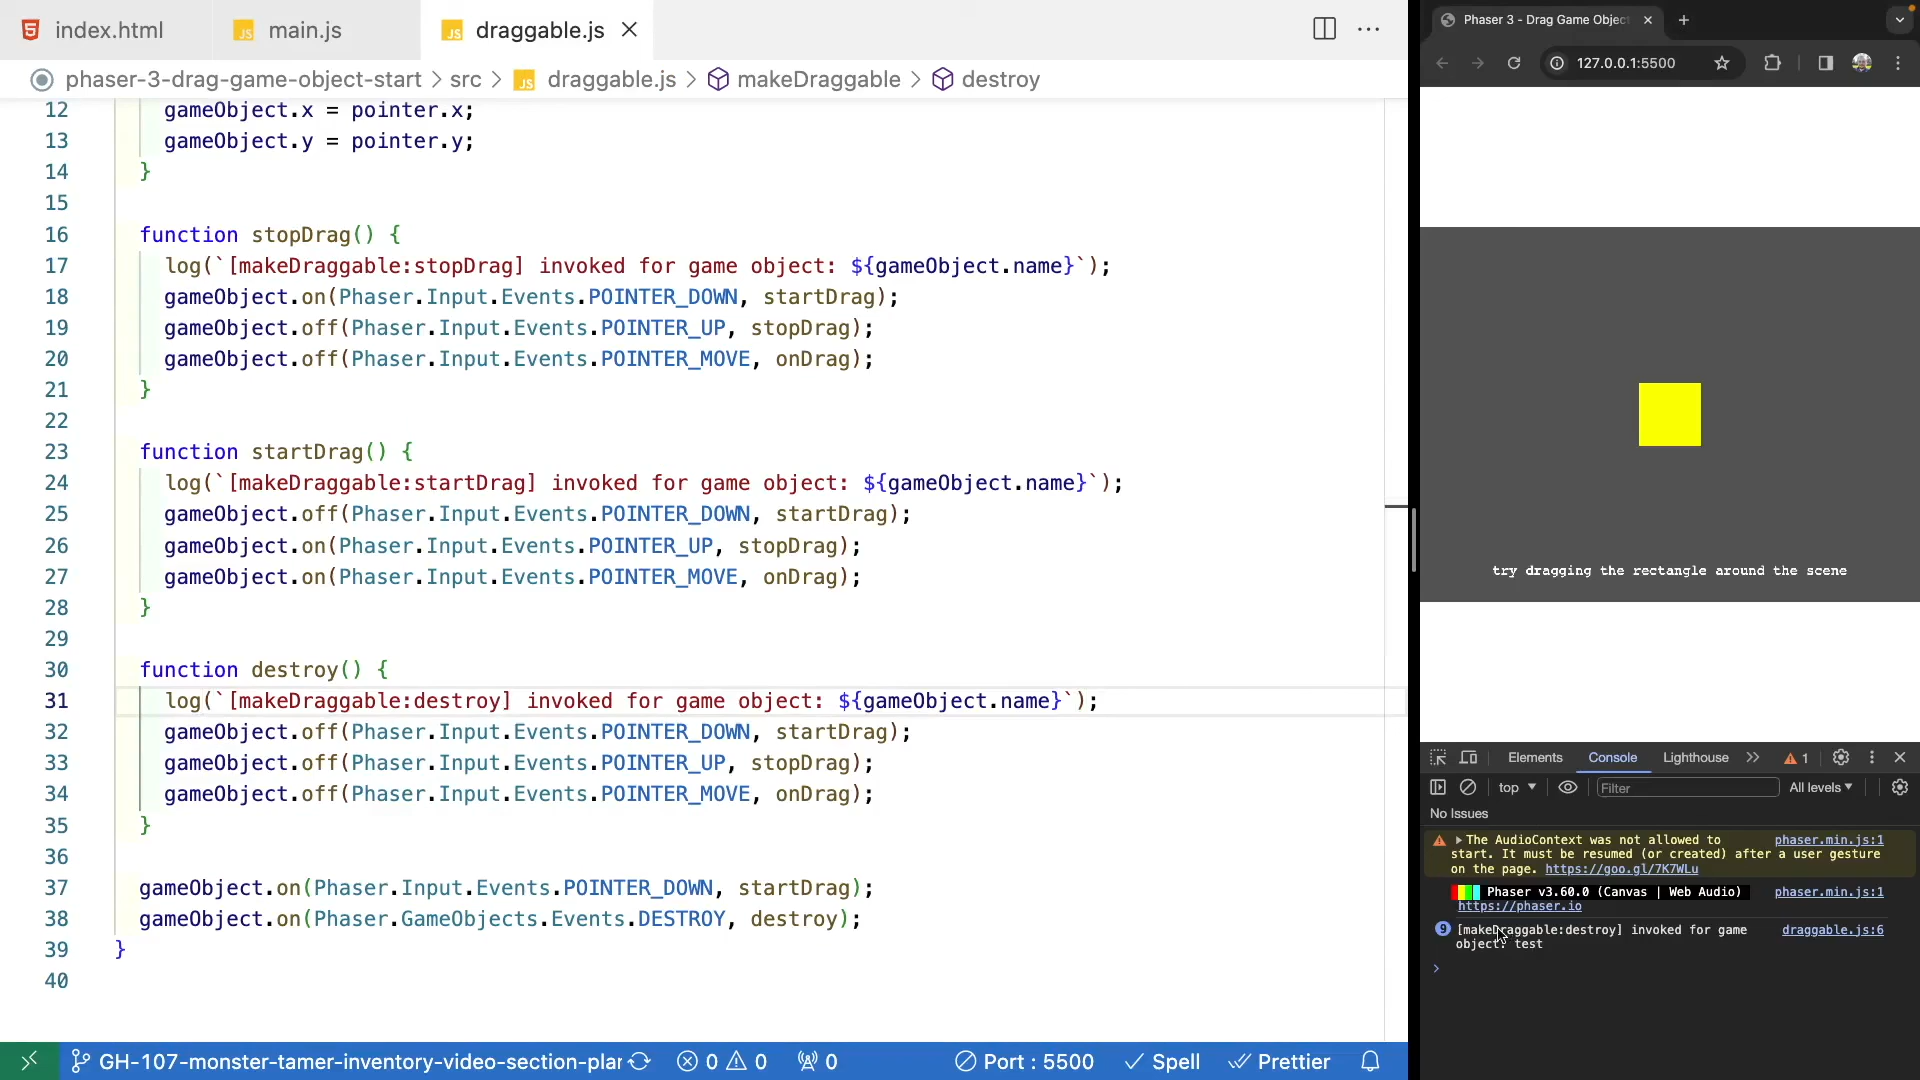 index.html
main.js
draggable.js
phaser-3-drag-game-object-start > src > draggable.js > makeDraggable > destroy
12 gameObject.x = pointer.x;
13 gameObject.y = pointer.y;
14 }
15
16 function stopDrag() {
17 log(`[makeDraggable:stopDrag] invoked for game object: ${gameObject.name}`);
18 gameObject.on(Phaser.Input.Events.POINTER_DOWN, startDrag);
19 gameObject.off(Phaser.Input.Events.POINTER_UP, stopDrag);
20 gameObject.off(Phaser.Input.Events.POINTER_MOVE, onDrag);
21 }
22
23 function startDrag() {
24 log(`[makeDraggable:startDrag] invoked for game object: ${gameObject.name}`);
25 gameObject.off(Phaser.Input.Events.POINTER_DOWN, startDrag);
26 gameObject.on(Phaser.Input.Events.POINTER_UP, stopDrag);
27 gameObject.on(Phaser.Input.Events.POINTER_MOVE, onDrag);
28 }
29
30 function destroy() {
31 log(`[makeDraggable:destroy] invoked for game object: ${gameObject.name}`);
32 gameObject.off(Phaser.Input.Events.POINTER_DOWN, startDrag);
33 gameObject.off(Phaser.Input.Events.POINTER_UP, stopDrag);
34 gameObject.off(Phaser.Input.Events.POINTER_MOVE, onDrag);
35 }
36
37 gameObject.on(Phaser.Input.Events.POINTER_DOWN, startDrag);
38 gameObject.on(Phaser.GameObjects.Events.DESTROY, destroy);
39 }
40
GH-107-monster-tamer-inventory-video-section-plan 0 0 0 Port : 5500 Spell Prettier
Phaser 3 - Drag Game Object
127.0.0.1:5500
try dragging the rectangle around the scene
Elements Console Lighthouse 1
top Filter All levels
No Issues
The AudioContext was not allowed to phaser.min.js:1
start. It must be resumed (or created) after a user gesture
on the page. https://goo.gl/7K7WLu
Phaser v3.60.0 (Canvas | Web Audio) phaser.min.js:1
https://phaser.io
9 [makeDraggable:destroy] invoked for game draggable.js:6
object: test